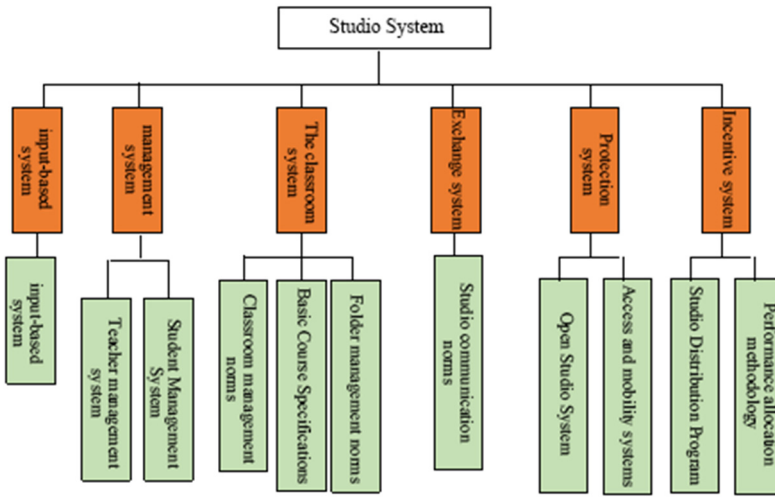 Studio System
input-based
system
management
system
The classroom
system
Exchange system
Protection
system
Incentive system
input-based
system
Teacher management
system
Student Management
System
Classroom management
norms
Basic Course Specifications
Folder management norms
Studio communication
norms
Open Studio System
Access and mobility systems
Studio Distribution Program
Performance allocation
methodology